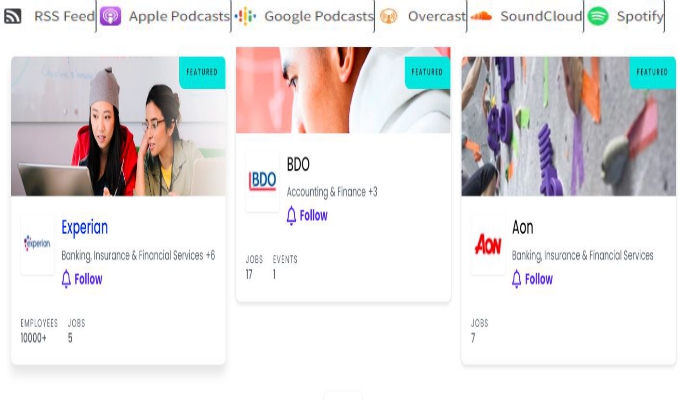 RSS Feed Apple Podcasts Google Podcasts Overcast SoundCloud Spotify
FEATURED
experian.
Experian
Banking, Insurance & Financial Services +6
Follow
EMPLOYEES JOBS
10000+ 5
FEATURED
BDO
BDO
Accounting & Finance +3
Follow
JOBS EVENTS
17 1
FEATURED
AON
Aon
Banking, Insurance & Financial Services
Follow
JOBS
7